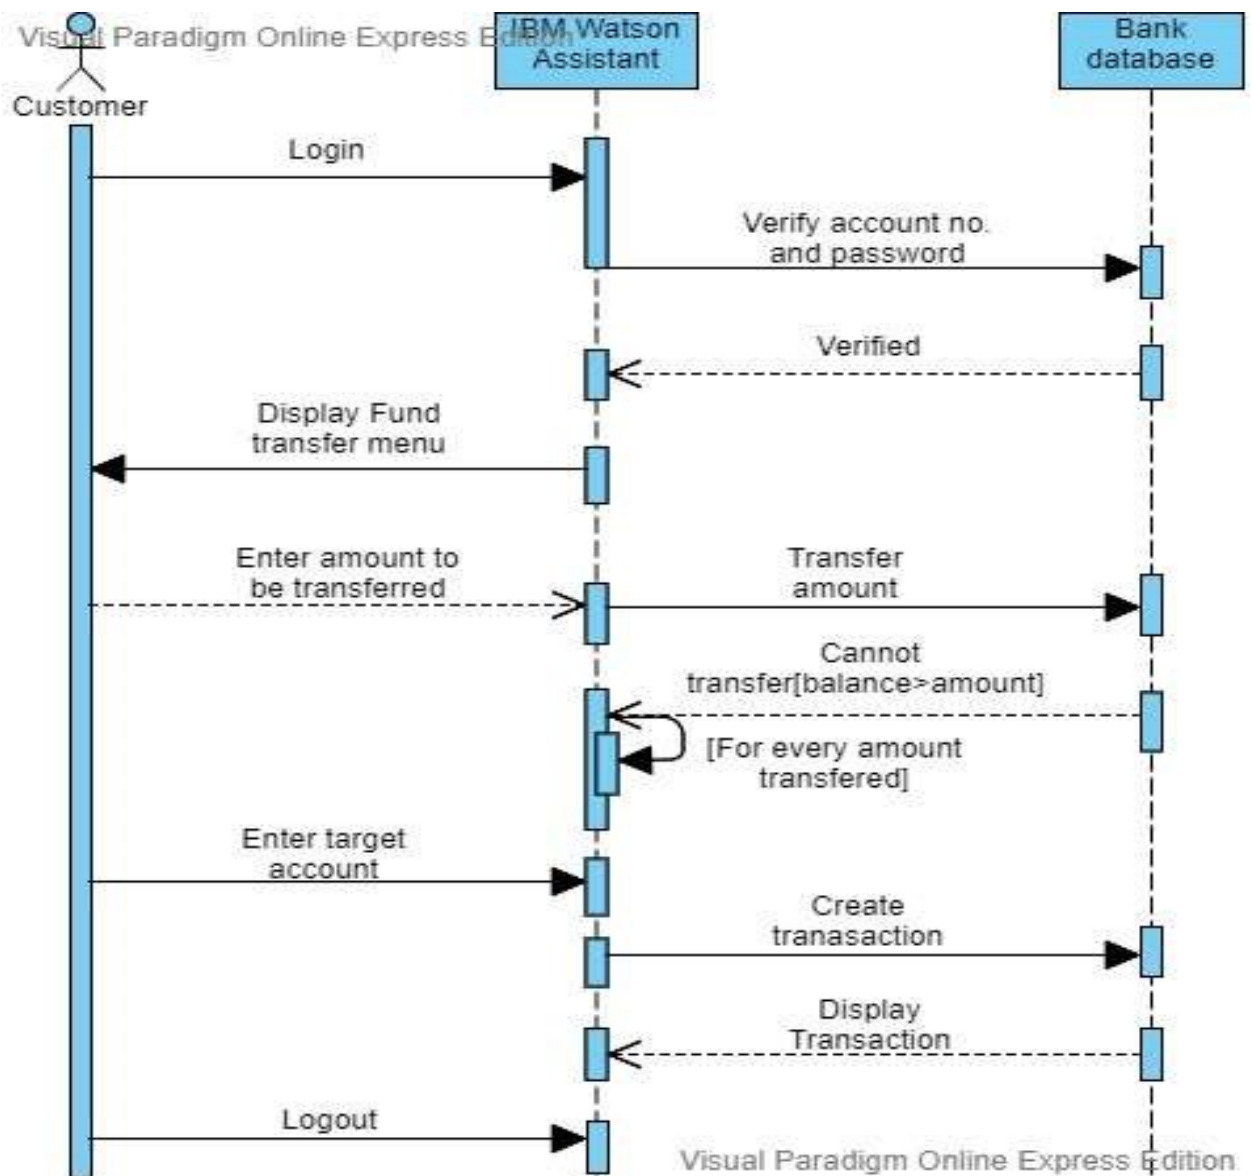 Visual Paradigm Online Express Edition
IBM Watson
Assistant
Bank
database
Customer
Login
Verify account no.
and password
Verified
Display Fund
transfer menu
Enter amount to
be transferred
Transfer
amount
Cannot
transfer[balance>amount]
[For every amount
transfered]
Enter target
account
Create
tranasaction
Display
Transaction
Logout
Visual Paradigm Online Express Edition